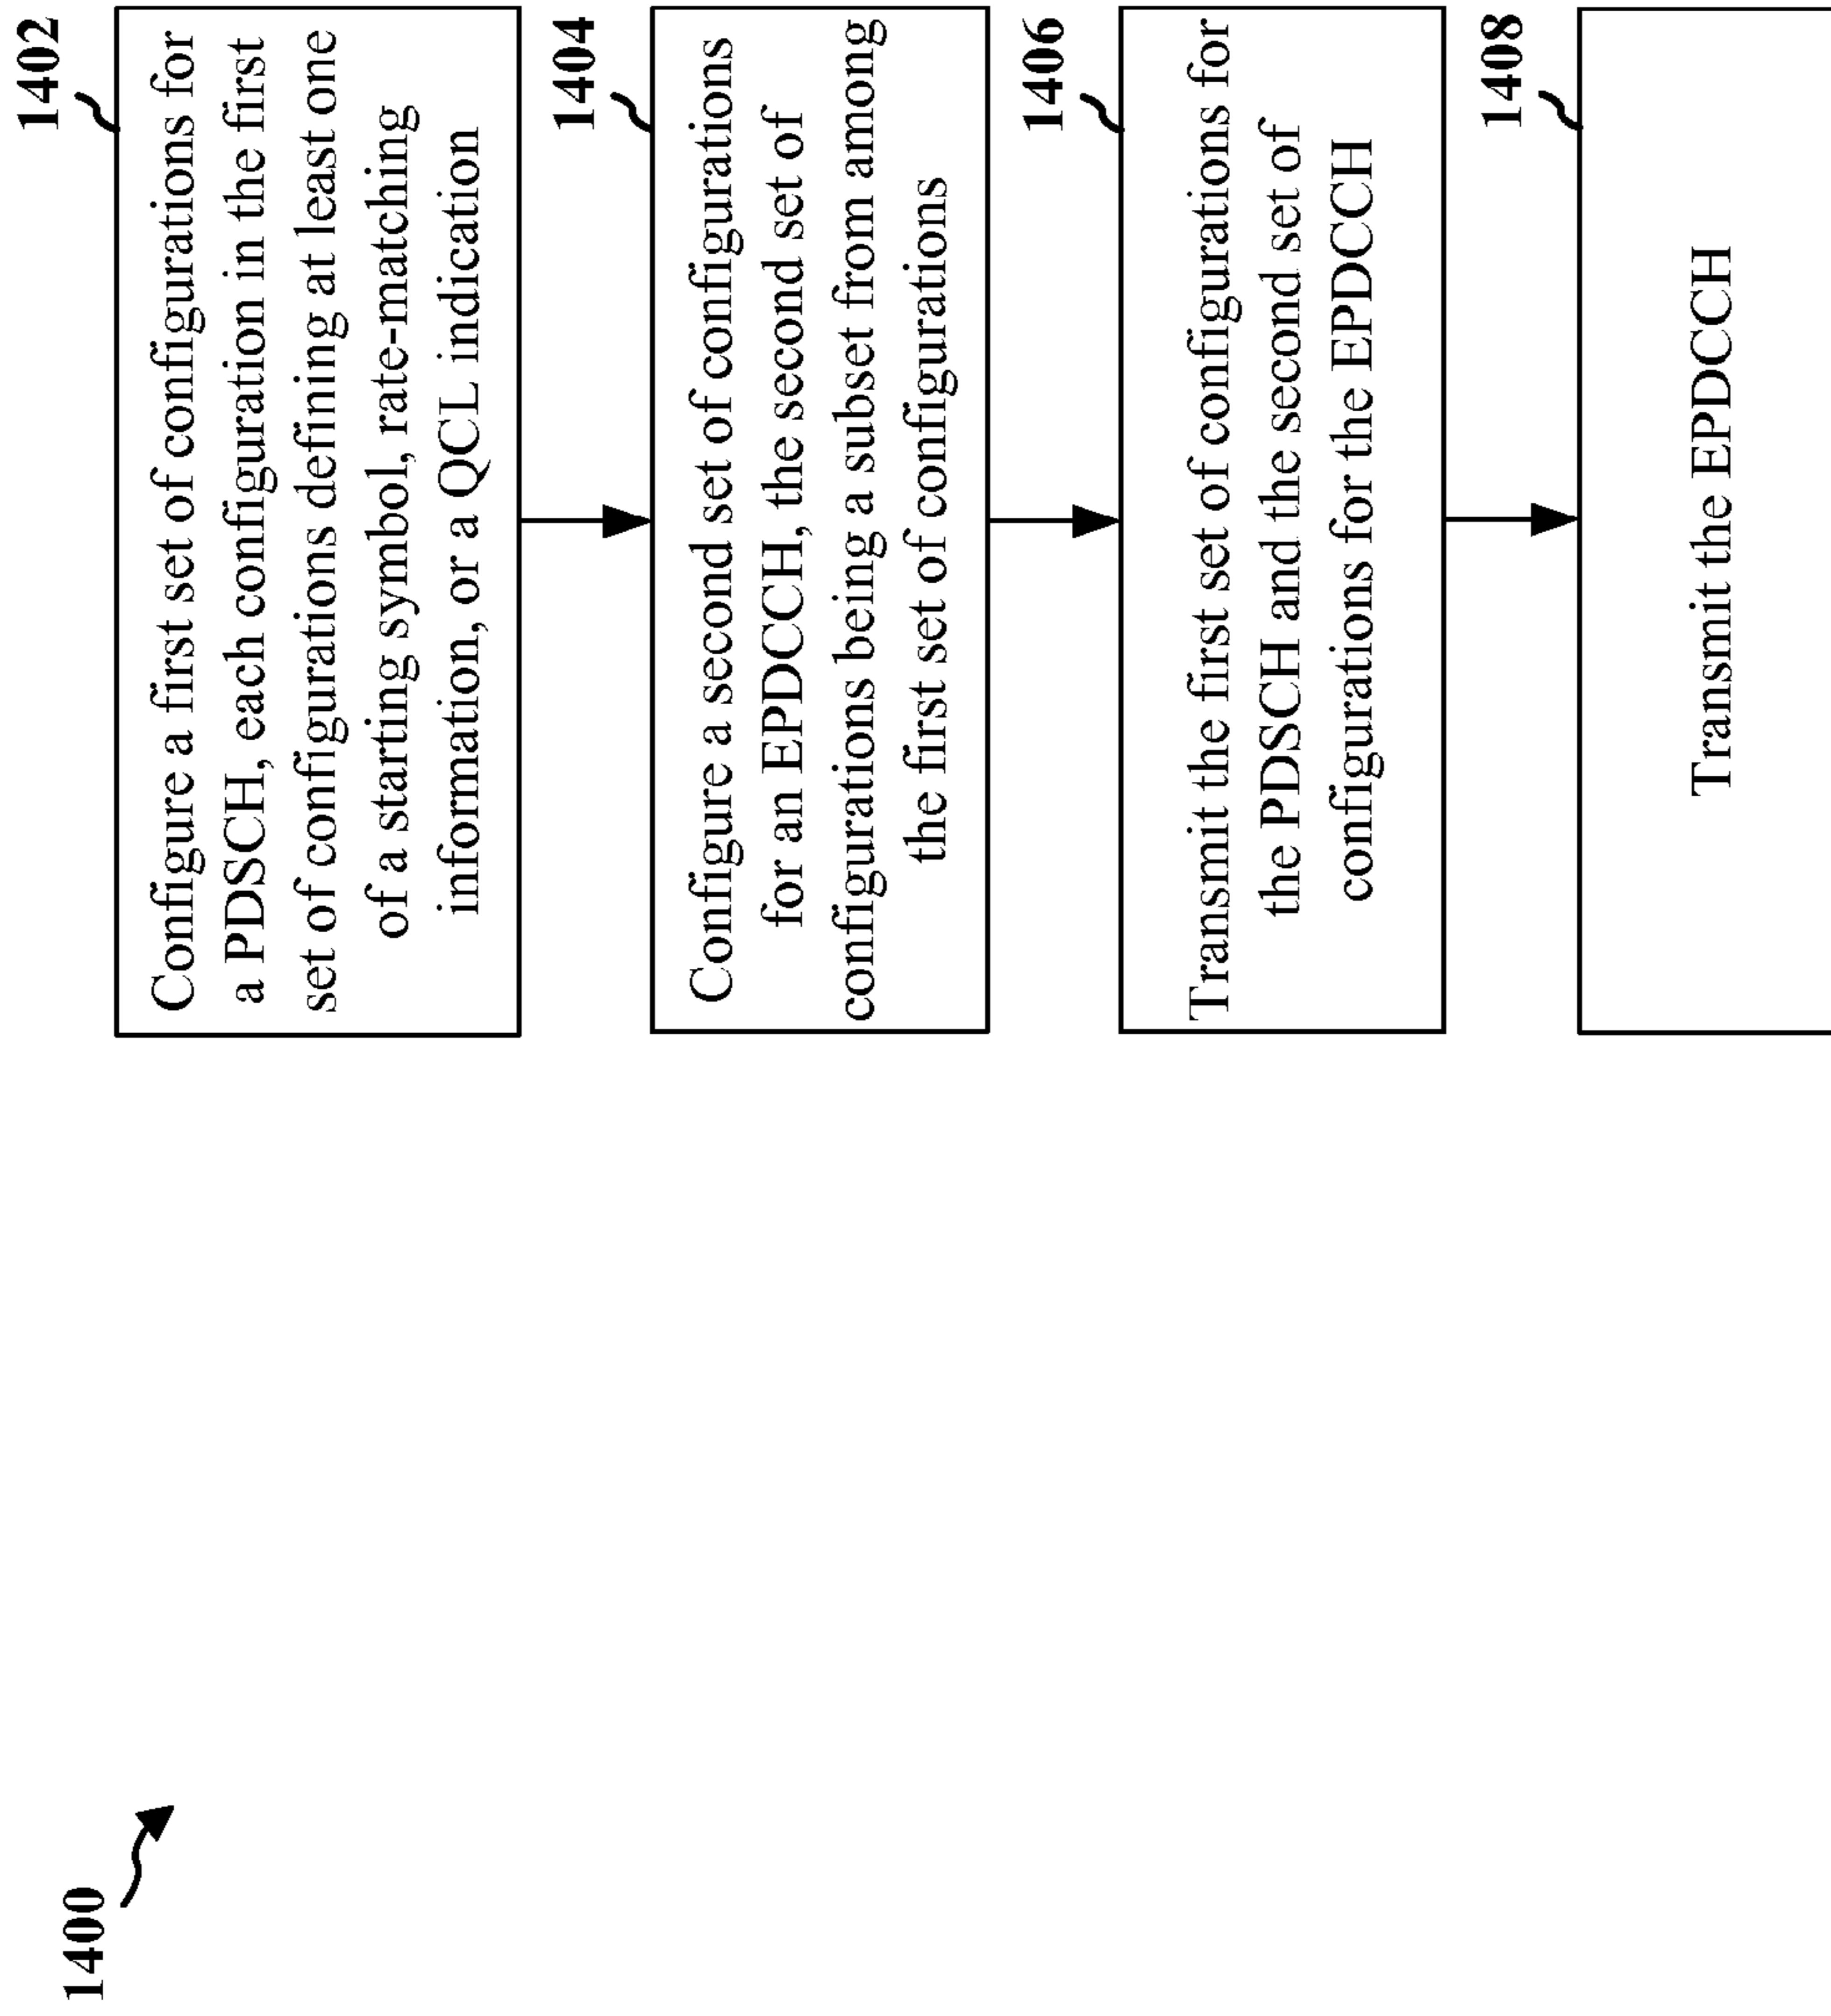 1400
1402
Configure a first set of configurations for
a PDSCH, each configuration in the first
set of configurations defining at least one
of a starting symbol, rate-matching
information, or a QCL indication
1404
Configure a second set of configurations
for an EPDCCH, the second set of
configurations being a subset from among
the first set of configurations
1406
Transmit the first set of configurations for
the PDSCH and the second set of
configurations for the EPDCCH
1408
Transmit the EPDCCH